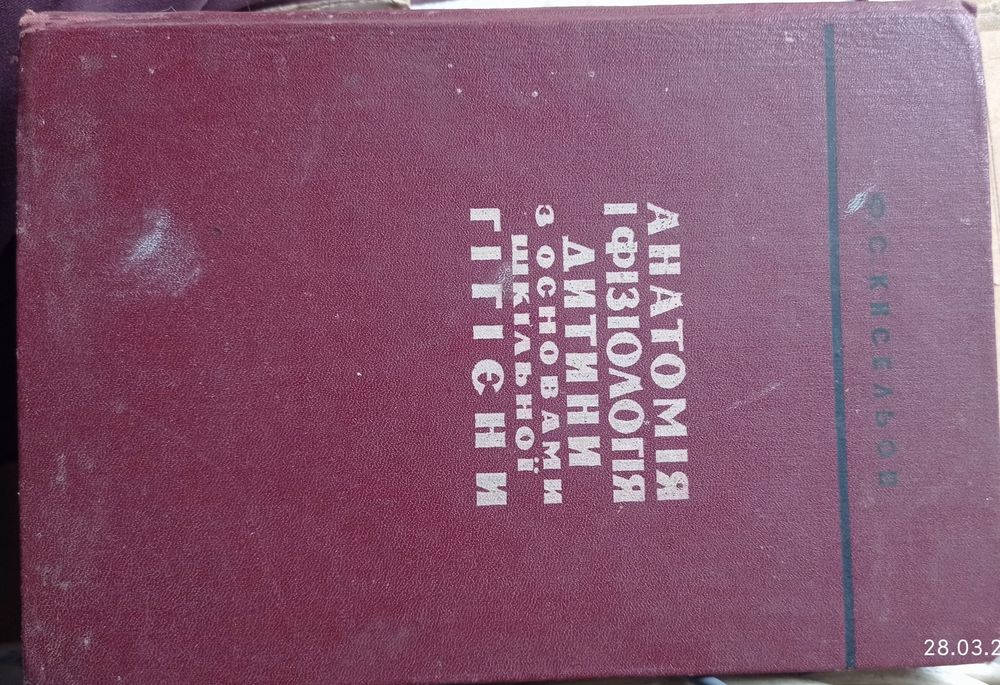 Ф. С. КИСЕЛЬОВ
АНАТОМІЯ
І ФІЗІОЛОГІЯ
ДИТИНИ
З ОСНОВАМИ
ШКІЛЬНОЇ
ГІГІЄНИ
28.03.2